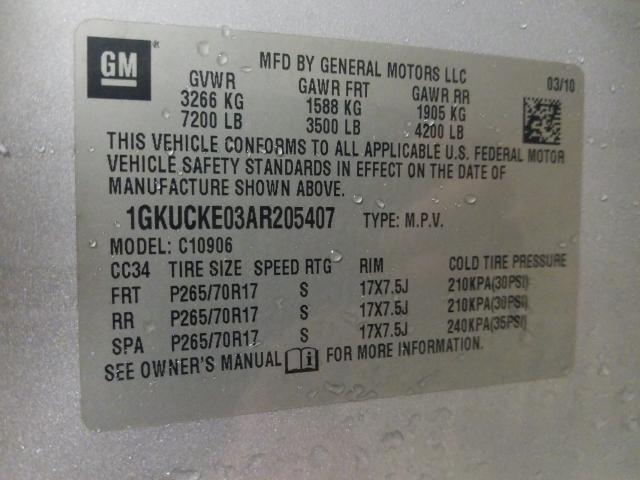 GM
MFD BY GENERAL MOTORS LLC 03/10
GVWR GAWR FRT GAWR RR
3266 KG 1588 KG 1905 KG
7200 LB 3500 LB 4200 LB
THIS VEHICLE CONFORMS TO ALL APPLICABLE U.S. FEDERAL MOTOR
VEHICLE SAFETY STANDARDS IN EFFECT ON THE DATE OF
MANUFACTURE SHOWN ABOVE.
1GKUCKE03AR205407 TYPE: M.P.V.
MODEL: C10906
CC34 TIRE SIZE SPEED RTG RIM COLD TIRE PRESSURE
FRT P265/70R17 S 17X7.5J 210KPA(30PSI)
RR P265/70R17 S 17X7.5J 210KPA(30PSI)
SPA P265/70R17 S 17X7.5J 240KPA(35PSI)
SEE OWNER'S MANUAL FOR MORE INFORMATION.